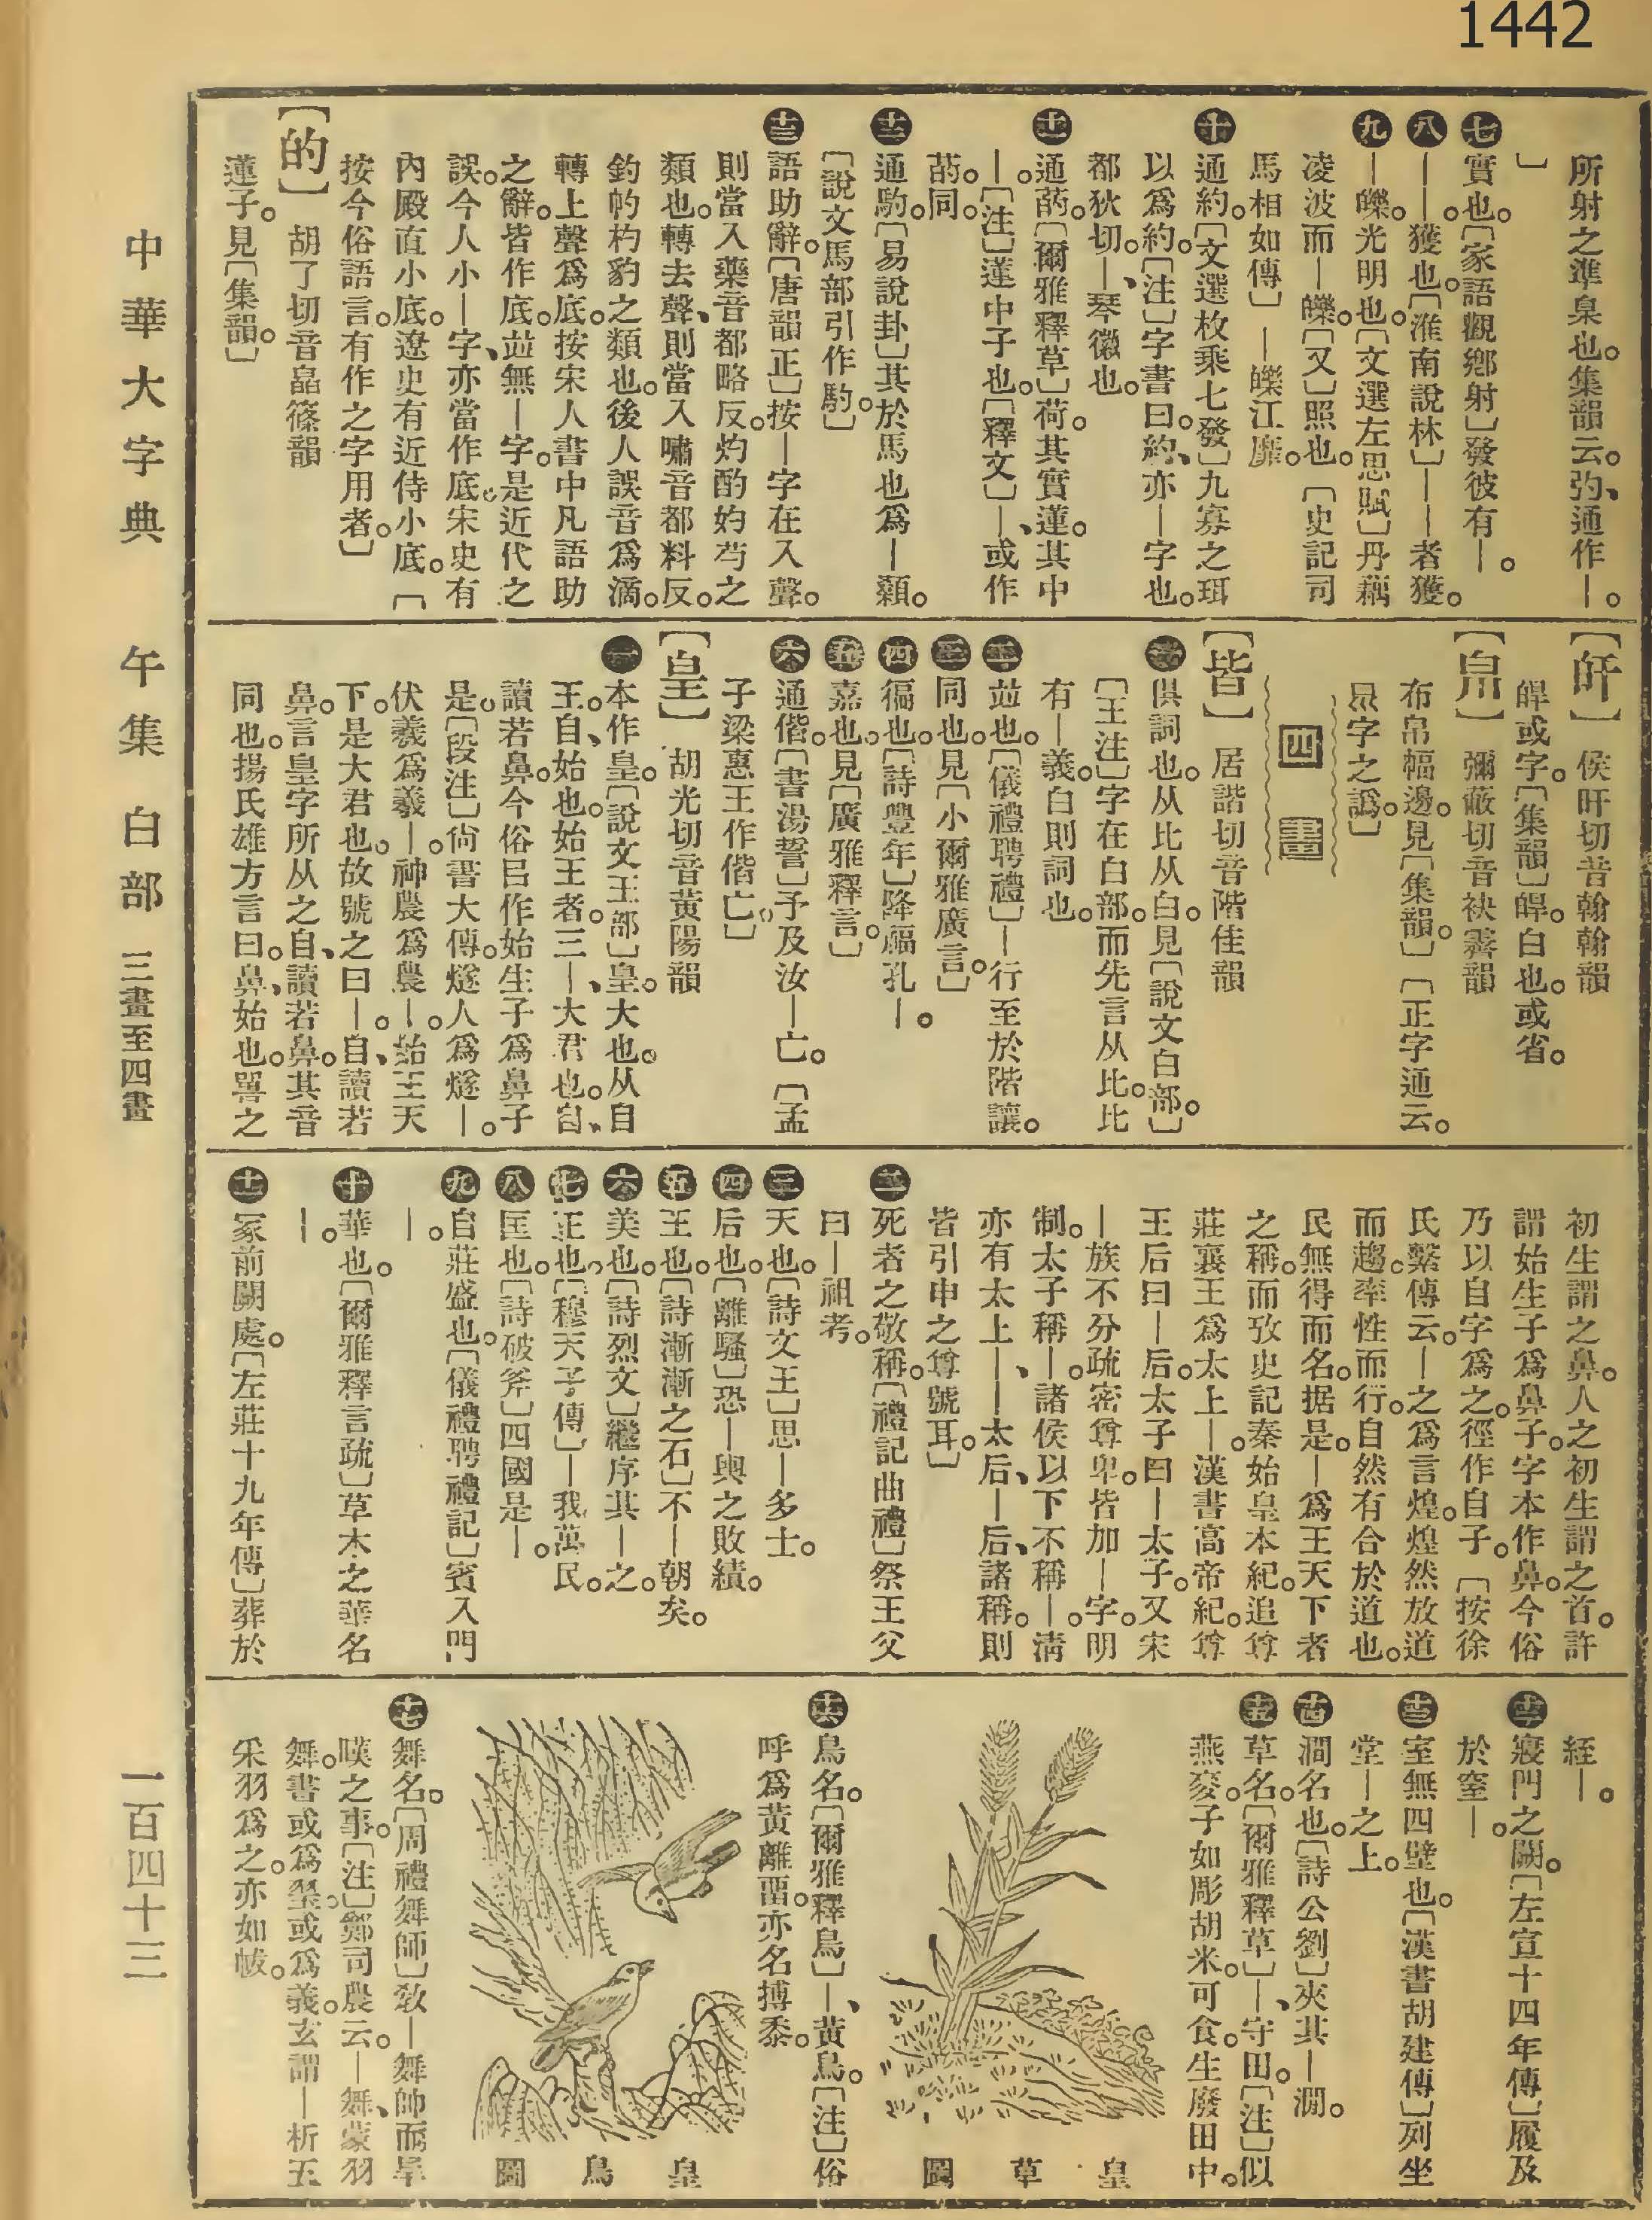 1442
所射之準臬也。集韻云。弡、通作—。
〕
七 實也。〔家語觀鄉射〕發彼有—。
八 ——。獲也。〔淮南說林〕——者獲。
九 —皪。光明也。〔文選左思賦〕丹藕
凌波而—皪。〔又〕照也。〔史記司
馬相如傳〕—皪江靡。
十 通約。〔文選枚乘七發〕九寡之珥
以爲約。〔注〕字書曰。約、亦—字也。
都狄切。—、琴徽也。
十一 通菂。〔爾雅釋草〕荷。其實蓮。其中
—。〔注〕蓮中子也。〔釋文〕—、或作
菂。同。
十二 通馰。〔易說卦〕其於馬也爲—顙。
〔說文馬部引作馰。〕
十三 語助辭。〔唐韻正〕按—字在入聲。
則當入藥音都略反。灼酌妁芍之
類也。轉去聲、則當入嘯音都料反。
釣魡杓豹之類也。後人誤音爲滴。
轉上聲爲底。按宋人書中凡語助
之辭。皆作底。並無—字。是近代之
誤。今人小—字、亦當作底。宋史有
內殿直小底。遼史有近侍小底。〔
按今俗語言。有作之字用者。〕
〔的〕 胡了切音皛篠韻
蓮子。見〔集韻。〕
〔皔〕 侯旰切音翰翰韻
皡或字。〔集韻〕皡。白也。或省。
〔帛〕 彌蔽切音袂霽韻
布帛幅邊。見〔集韻。〕〔正字通云。
㬎字之譌。〕
四畫
〔皆〕 居諧切音階佳韻
一 俱詞也。从比从白。見〔說文白部。〕
〔王注〕字在白部。而先言从比。比
有—義。白則詞也。
二 並也。〔儀禮聘禮〕—行至於階讓。
三 同也。見〔小爾雅廣言。〕
四 徧也。〔詩豐年〕降福孔—。
五 嘉也。見〔廣雅釋言。〕
六 通偕。〔書湯誓〕予及汝—亡。〔孟
子梁惠王作偕亡。〕
〔皇〕 胡光切音黃陽韻
一 本作皇。〔說文王部〕皇。大也。从自
王。自、始也。始王者。三—、大君也。自、
讀若鼻。今俗㠯作始生子爲鼻子
是。〔段注〕尙書大傳。燧人爲燧—。
伏羲爲羲—。神農爲農—。始王天
下。是大君也。故號之曰—。自、讀若
鼻。言皇字所从之自、讀若鼻。其音
同也。揚氏雄方言曰。鼻、始也。嘼之
初生謂之鼻。人之初生謂之首。許
謂始生子爲鼻子。字本作鼻。今俗
乃以自字爲之。徑作自子。〔按徐
氏繫傳云。—之爲言煌。煌然放道
而趨。率性而行。自然有合於道也。
民無得而名。据是。—爲王天下者
之稱。而攷史記秦始皇本紀。追尊
莊襄王爲太上—。漢書高帝紀。尊
王后曰—后。太子曰—太子。又宋
—族不分疏密尊卑。皆加—字。明
制。太子稱—。諸侯以下不稱—。淸
亦有太上—、—太后、—后、諸稱。則
皆引申之尊號耳。〕
二 死者之敬稱。〔禮記曲禮〕祭王父
曰—祖考。
三 天也。〔詩文王〕思—多士。
四 后也。〔離騷〕恐—輿之敗績。
五 王也。〔詩漸漸之石〕不—朝矣。
六 美也。〔詩烈文〕繼序其—之。
七 正也。〔穆天子傳〕—我萬民。
八 匡也。〔詩破斧〕四國是—。
九 自莊盛也。〔儀禮聘禮記〕賓入門
—。
十 華也。〔爾雅釋言疏〕草木之華名
—。
十一 冢前闕處。〔左莊十九年傳〕葬於
絰—。
十二 寢門之闕。〔左宣十四年傳〕屨及
於窒—。
十三 室無四壁也。〔漢書胡建傳〕列坐
堂—之上。
十四 澗名也。〔詩公劉〕夾其—澗。
十五 草名。〔爾雅釋草〕—、守田。〔注〕似
燕麥。子如彫胡米。可食。生廢田中。
皇草圖
十六 鳥名。〔爾雅釋鳥〕—、黃鳥。〔注〕俗
呼爲黃離畱。亦名搏黍。
皇鳥圖
十七 舞名。〔周禮舞師〕敎—舞、帥而舞旱
暵之事。〔注〕鄭司農云。—舞、蒙羽
舞。書或爲䍿。或爲義。玄謂—析五
采羽爲之。亦如帗。
中華大字典 午集 白部 三畫至四畫 一百四十三